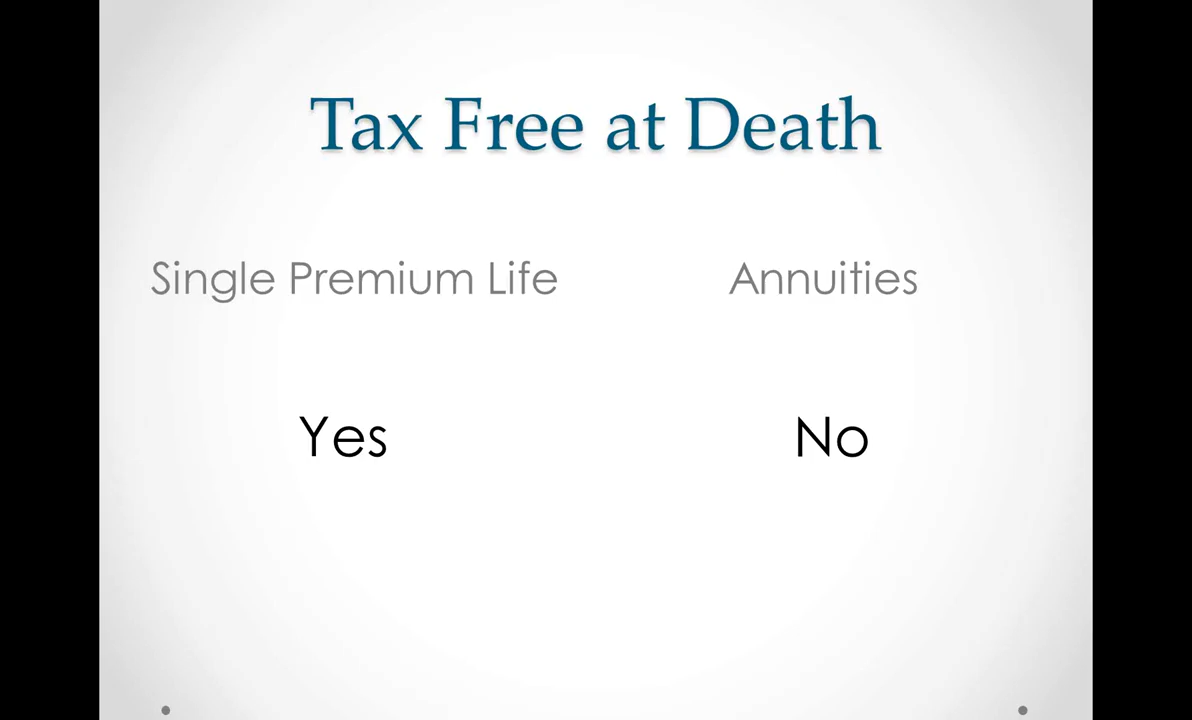 Tax Free at Death
Single Premium Life
Annuities
Yes
No